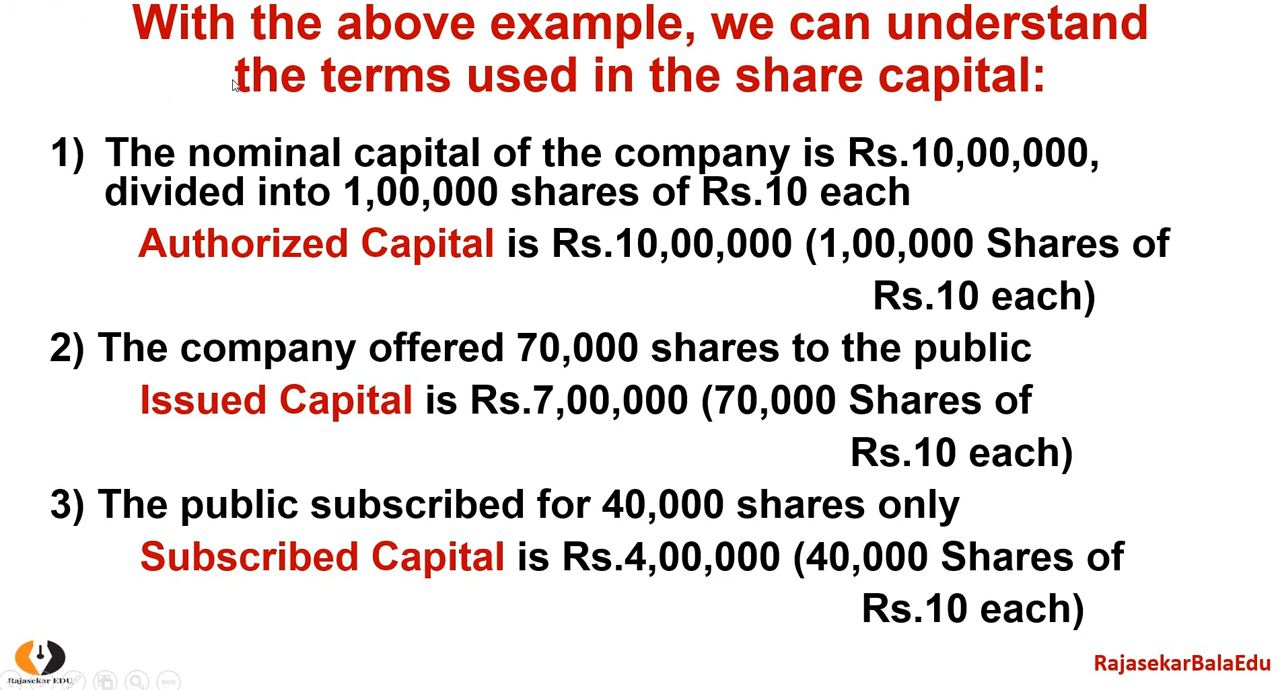 With the above example, we can understand
the terms used in the share capital:
1) The nominal capital of the company is Rs.10,00,000,
divided into 1,00,000 shares of Rs.10 each
Authorized Capital is Rs.10,00,000 (1,00,000 Shares of
Rs.10 each)
2) The company offered 70,000 shares to the public
Issued Capital is Rs.7,00,000 (70,000 Shares of
Rs.10 each)
3) The public subscribed for 40,000 shares only
Subscribed Capital is Rs.4,00,000 (40,000 Shares of
Rs.10 each)
Rajasekar EDU
RajasekarBalaEdu